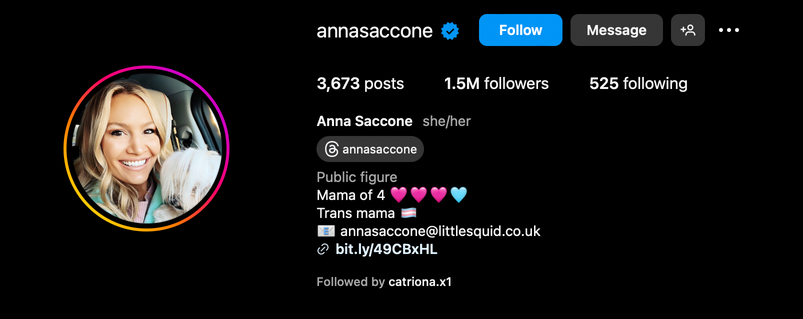 annasaccone Follow Message
3,673 posts 1.5M followers 525 following
Anna Saccone she/her
annasaccone
Public figure
Mama of 4 🩷🩷🩷🩵
Trans mama 🏳️‍⚧️
📧 annasaccone@littlesquid.co.uk
bit.ly/49CBxHL
Followed by catriona.x1